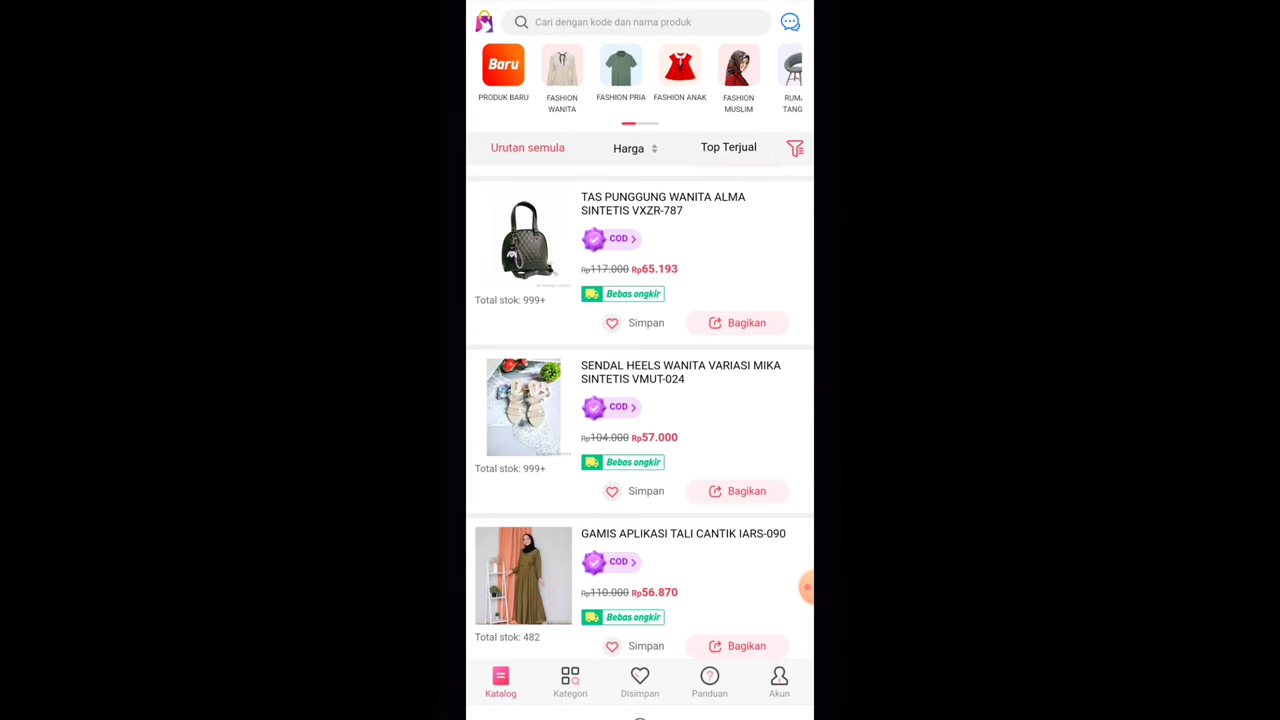 Cari dengan kode dan nama produk
Baru
PRODUK BARU
FASHION
WANITA
FASHION PRIA
FASHION ANAK
FASHION
MUSLIM
RUMA
TANG
Urutan semula
Harga
Top Terjual
TAS PUNGGUNG WANITA ALMA
SINTETIS VXZR-787
COD
Rp117.000 Rp65.193
Bebas ongkir
Total stok: 999+
Simpan
Bagikan
SENDAL HEELS WANITA VARIASI MIKA
SINTETIS VMUT-024
COD
Rp104.000 Rp57.000
Bebas ongkir
Total stok: 999+
Simpan
Bagikan
GAMIS APLIKASI TALI CANTIK IARS-090
COD
Rp110.000 Rp56.870
Bebas ongkir
Total stok: 482
Simpan
Bagikan
Katalog
Kategori
Disimpan
Panduan
Akun